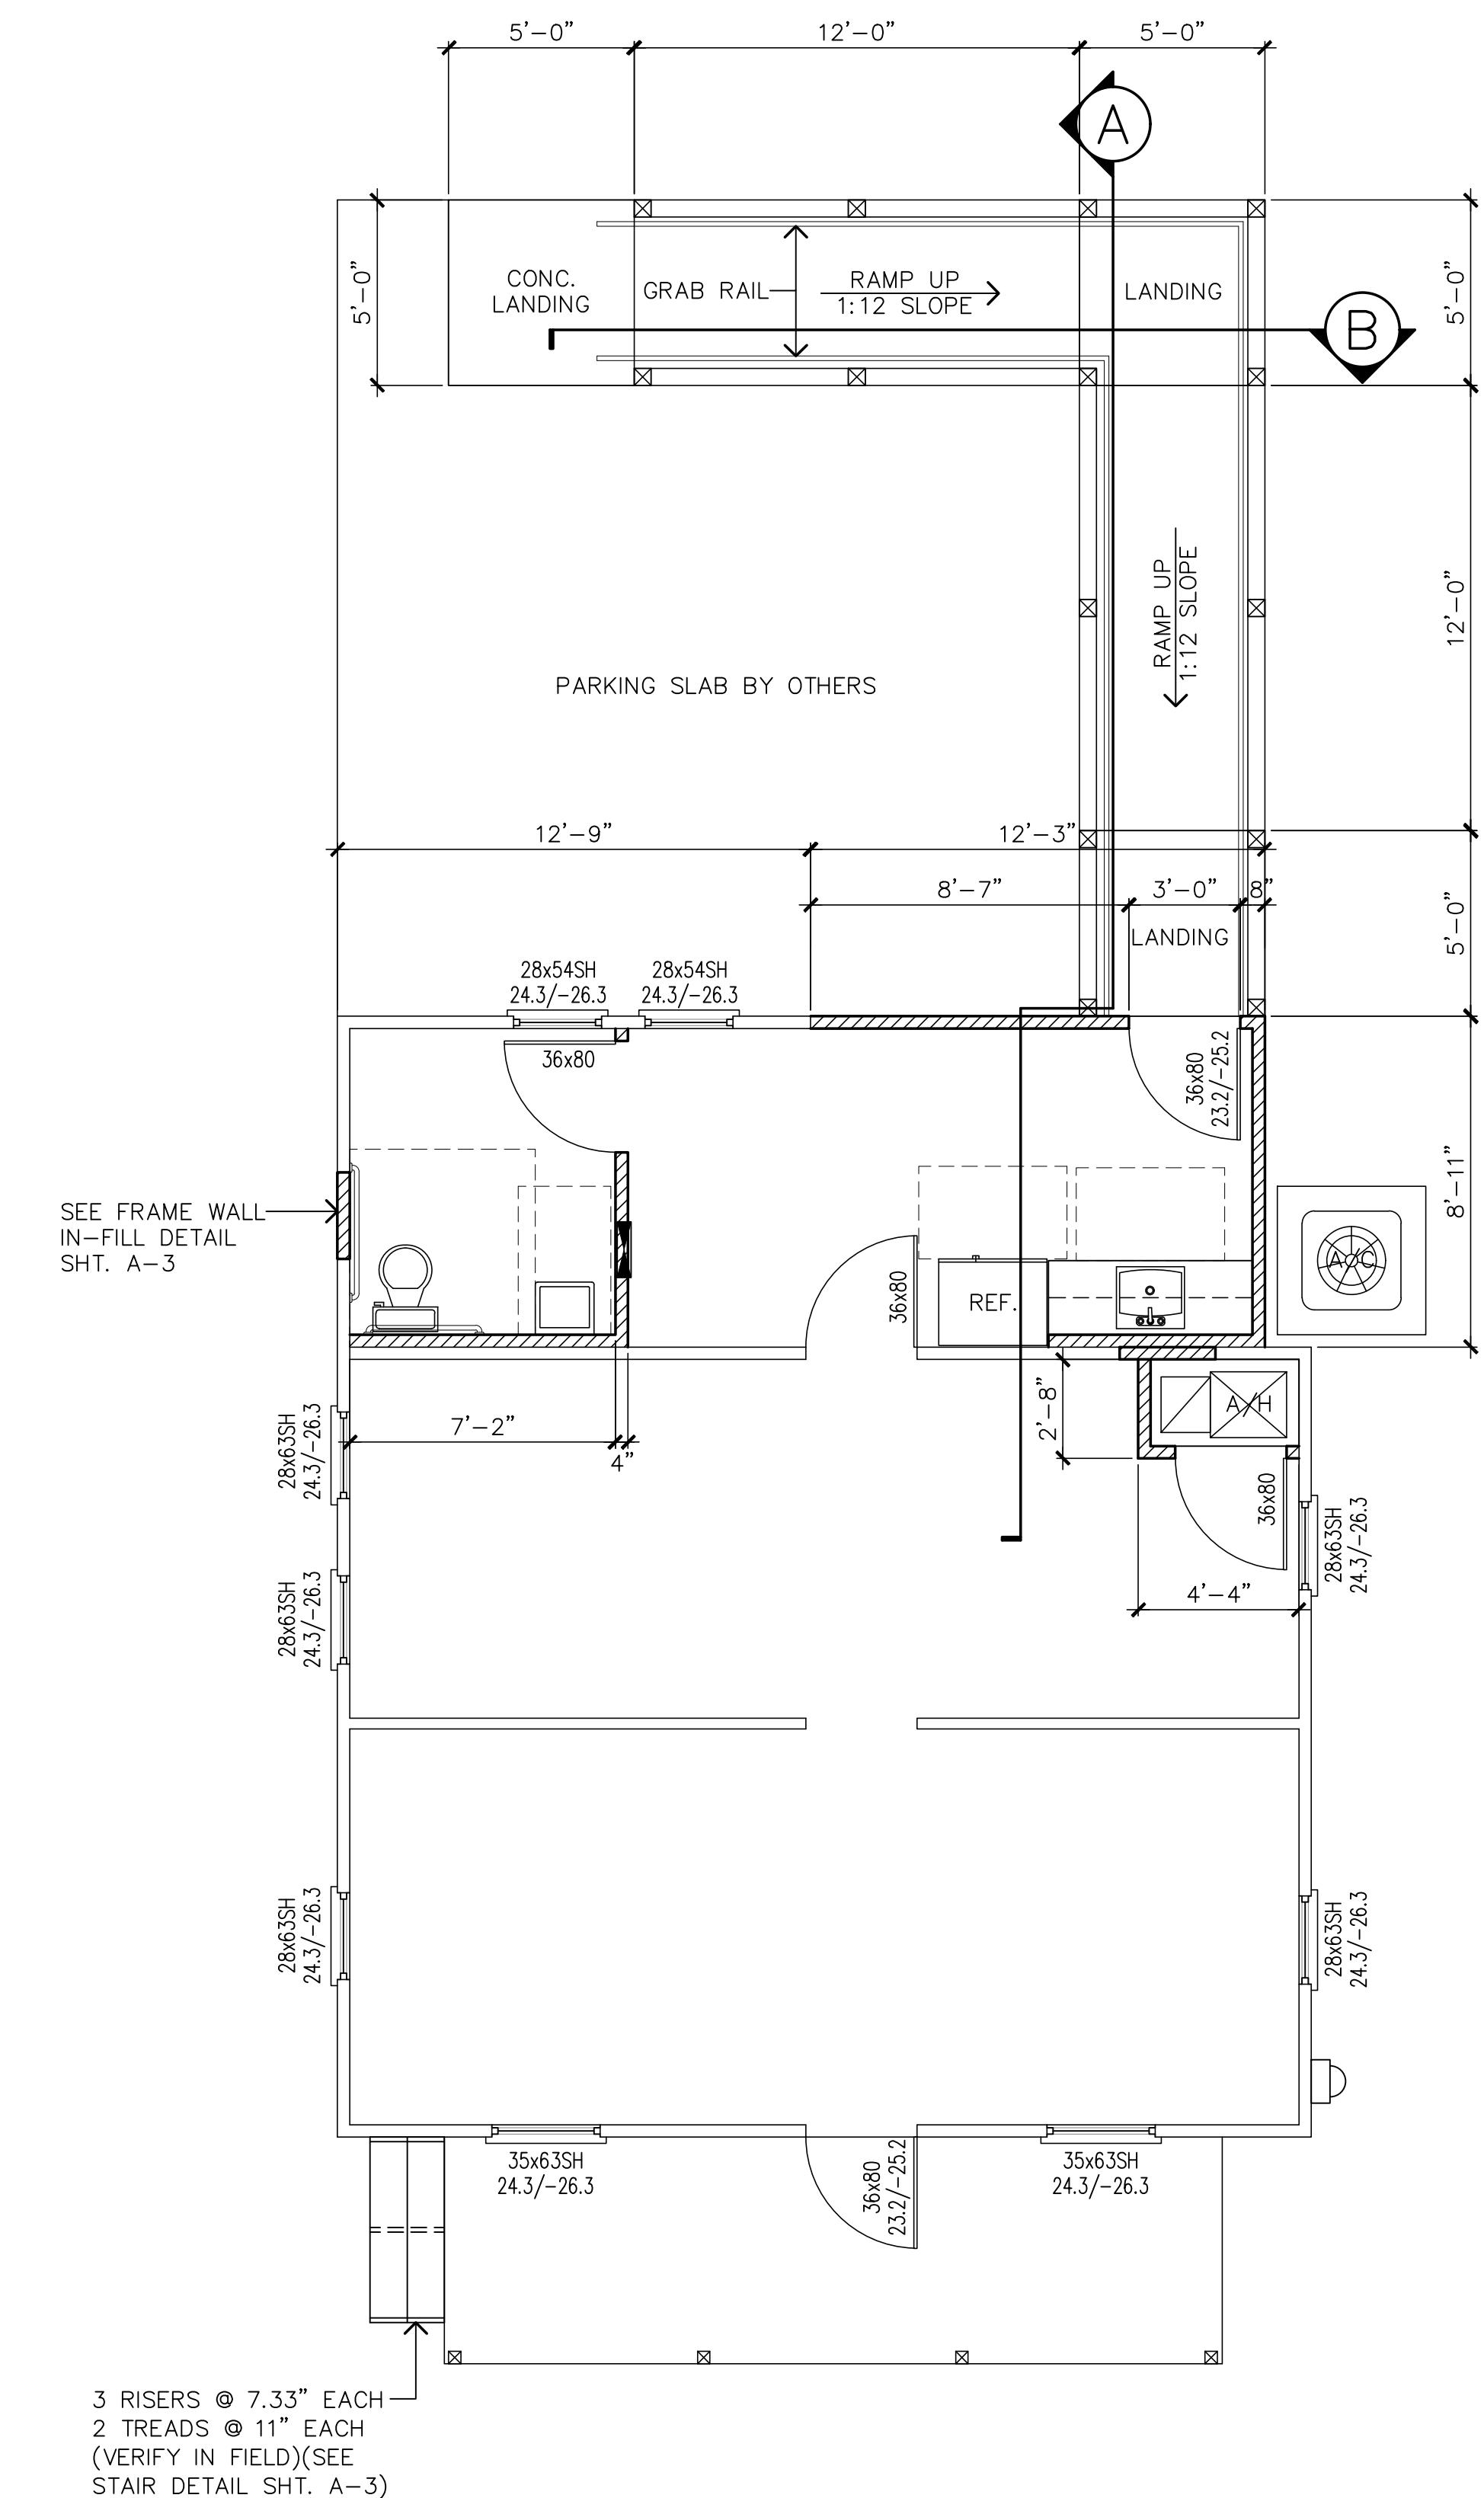 5'-0"
12'-0"
5'-0"
A
5'-0"
CONC.
LANDING
GRAB RAIL
RAMP UP
1:12 SLOPE
LANDING
B
5'-0"
RAMP UP
1:12 SLOPE
12'-0"
PARKING SLAB BY OTHERS
12'-9"
12'-3"
8'-7"
3'-0"
8"
LANDING
5'-0"
28x54SH
24.3/-26.3
28x54SH
24.3/-26.3
36x80
36x80
23.2/-25.2
8'-11"
SEE FRAME WALL
IN-FILL DETAIL
SHT. A-3
36x80
REF.
A/C
A/H
2'-8"
7'-2"
4"
28x63SH
24.3/-26.3
36x80
28x63SH
24.3/-26.3
4'-4"
28x63SH
24.3/-26.3
28x63SH
24.3/-26.3
28x63SH
24.3/-26.3
35x63SH
24.3/-26.3
36x80
23.2/-25.2
35x63SH
24.3/-26.3
3 RISERS @ 7.33" EACH
2 TREADS @ 11" EACH
(VERIFY IN FIELD)(SEE
STAIR DETAIL SHT. A-3)